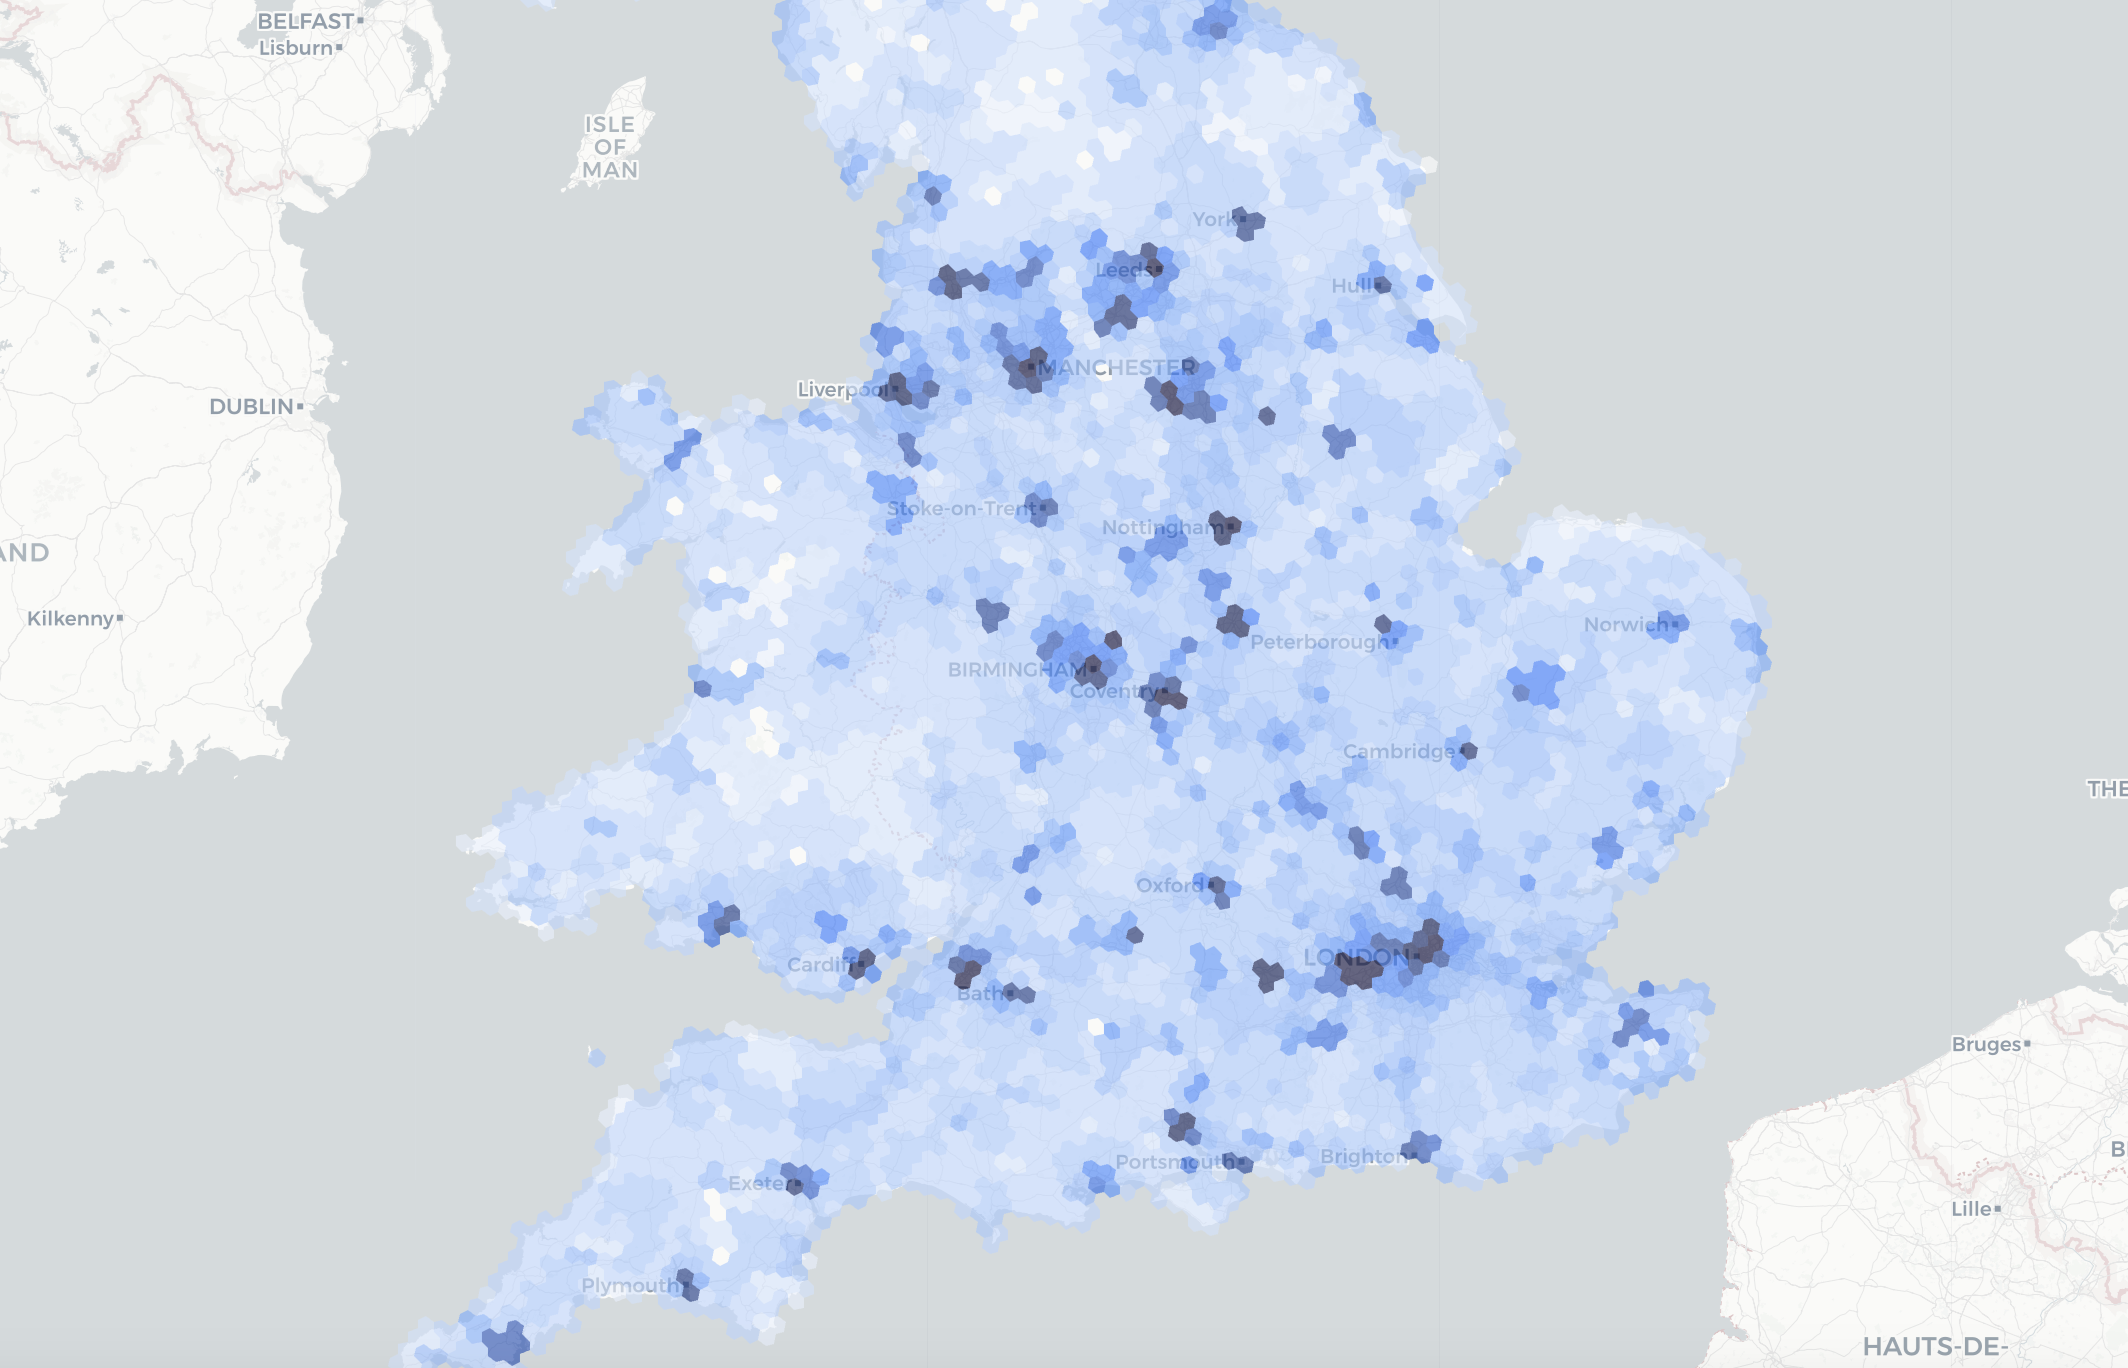 BELFAST
Lisburn
ISLE
OF
MAN
York
Leeds
Hull
MANCHESTER
Liverpool
DUBLIN
Stoke-on-Trent
Nottingham
AND
Kilkenny
Norwich
Peterborough
BIRMINGHAM
Coventry
Cambridge
THE
Oxford
LONDON
Cardiff
Bath
Bruges
B
Portsmouth
Brighton
Exeter
Lille
Plymouth
HAUTS-DE-